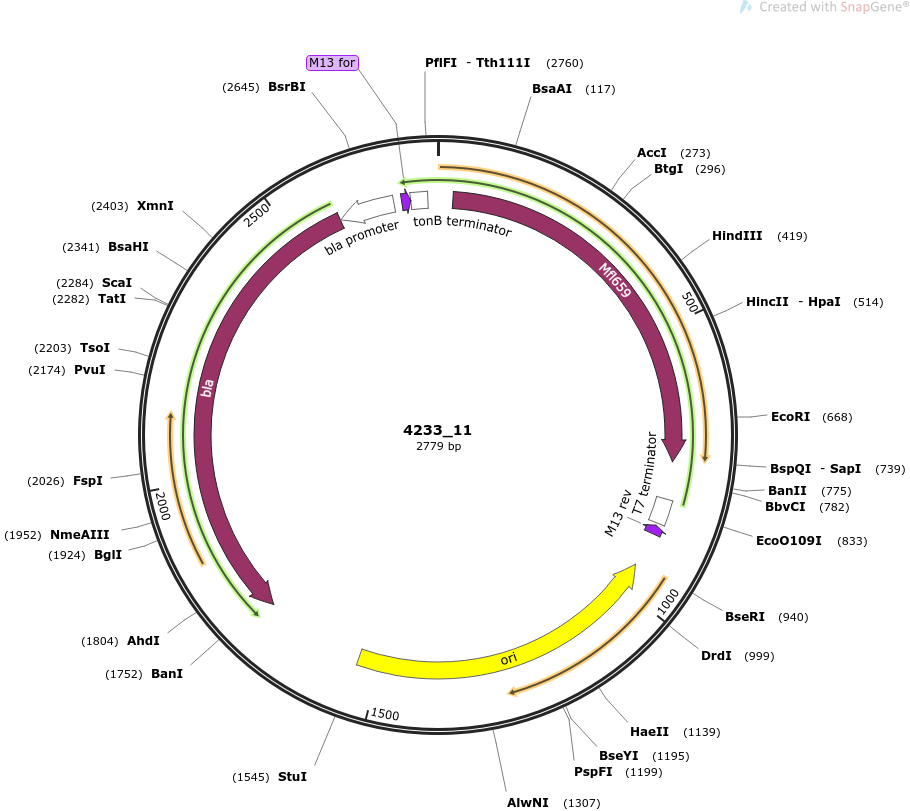 Created with SnapGene®
M13 for
PflFI - Tth111I (2760)
(2645) BsrBI
BsaAI (117)
AccI (273)
BtgI (296)
(2403) XmnI
2500
bla promoter
tonB terminator
HindIII (419)
(2341) BsaHI
Mfl659
(2284) ScaI
(2282) TatI
500
HincII - HpaI (514)
(2203) TsoI
(2174) PvuI
bla
EcoRI (668)
4233_11
2779 bp
T7 terminator
BspQI - SapI (739)
(2026) FspI
BanII (775)
BbvCI (782)
2000
M13 rev
(1952) NmeAIII
(1924) BglI
EcoO109I (833)
1000
BseRI (940)
(1804) AhdI
DrdI (999)
ori
(1752) BanI
1500
HaeII (1139)
BseYI (1195)
PspFI (1199)
(1545) StuI
AlwNI (1307)